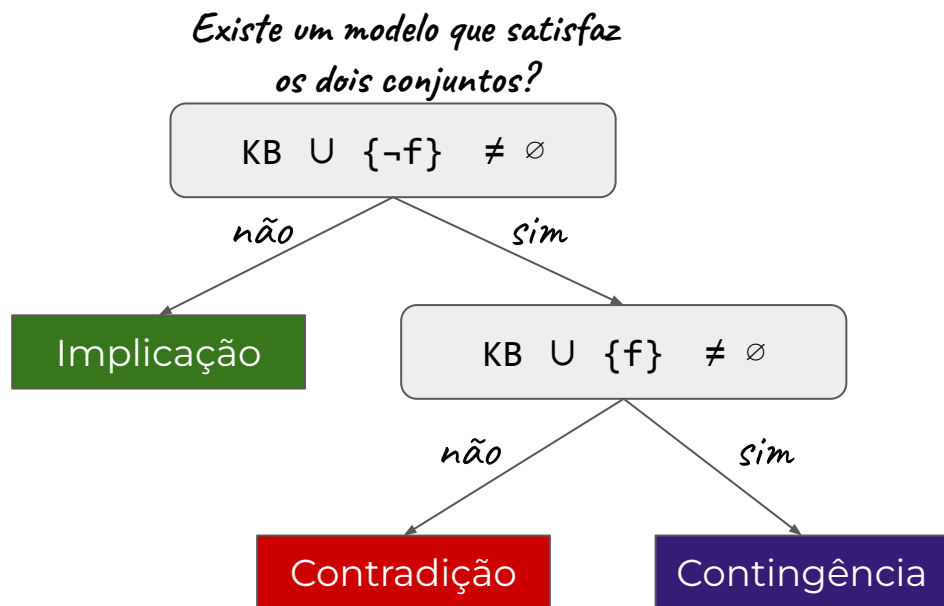 Existe um modelo que satisfaz
os dois conjuntos?
KB ∪ {¬f} ≠ ∅
não
sim
Implicação
KB ∪ {f} ≠ ∅
não
sim
Contradição
Contingência